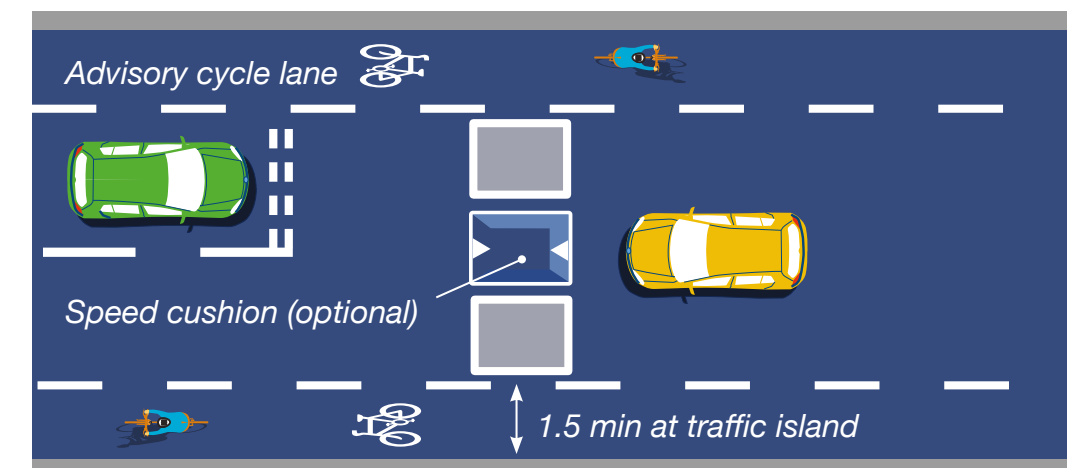 Advisory cycle lane
Speed cushion (optional)
1.5 min at traffic island